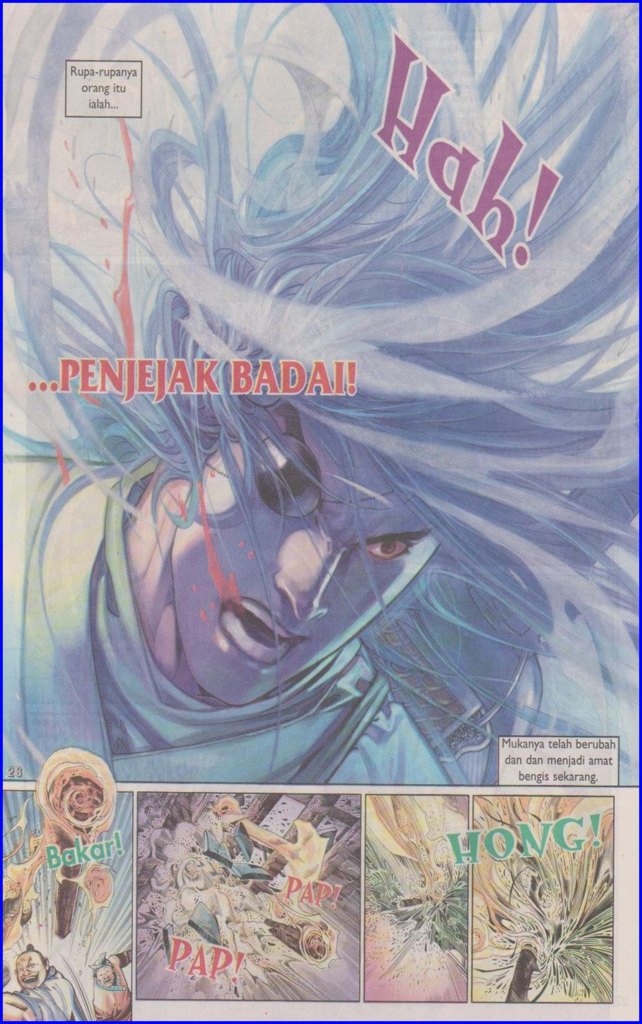 Rupa-rupanya
orang itu
ialah...
Hah!
...PENJEJAK BADAI!
Mukanya telah berubah
dan dan menjadi amat
bengis sekarang.
28
Bakar!
PAP!
PAP!
HONG!